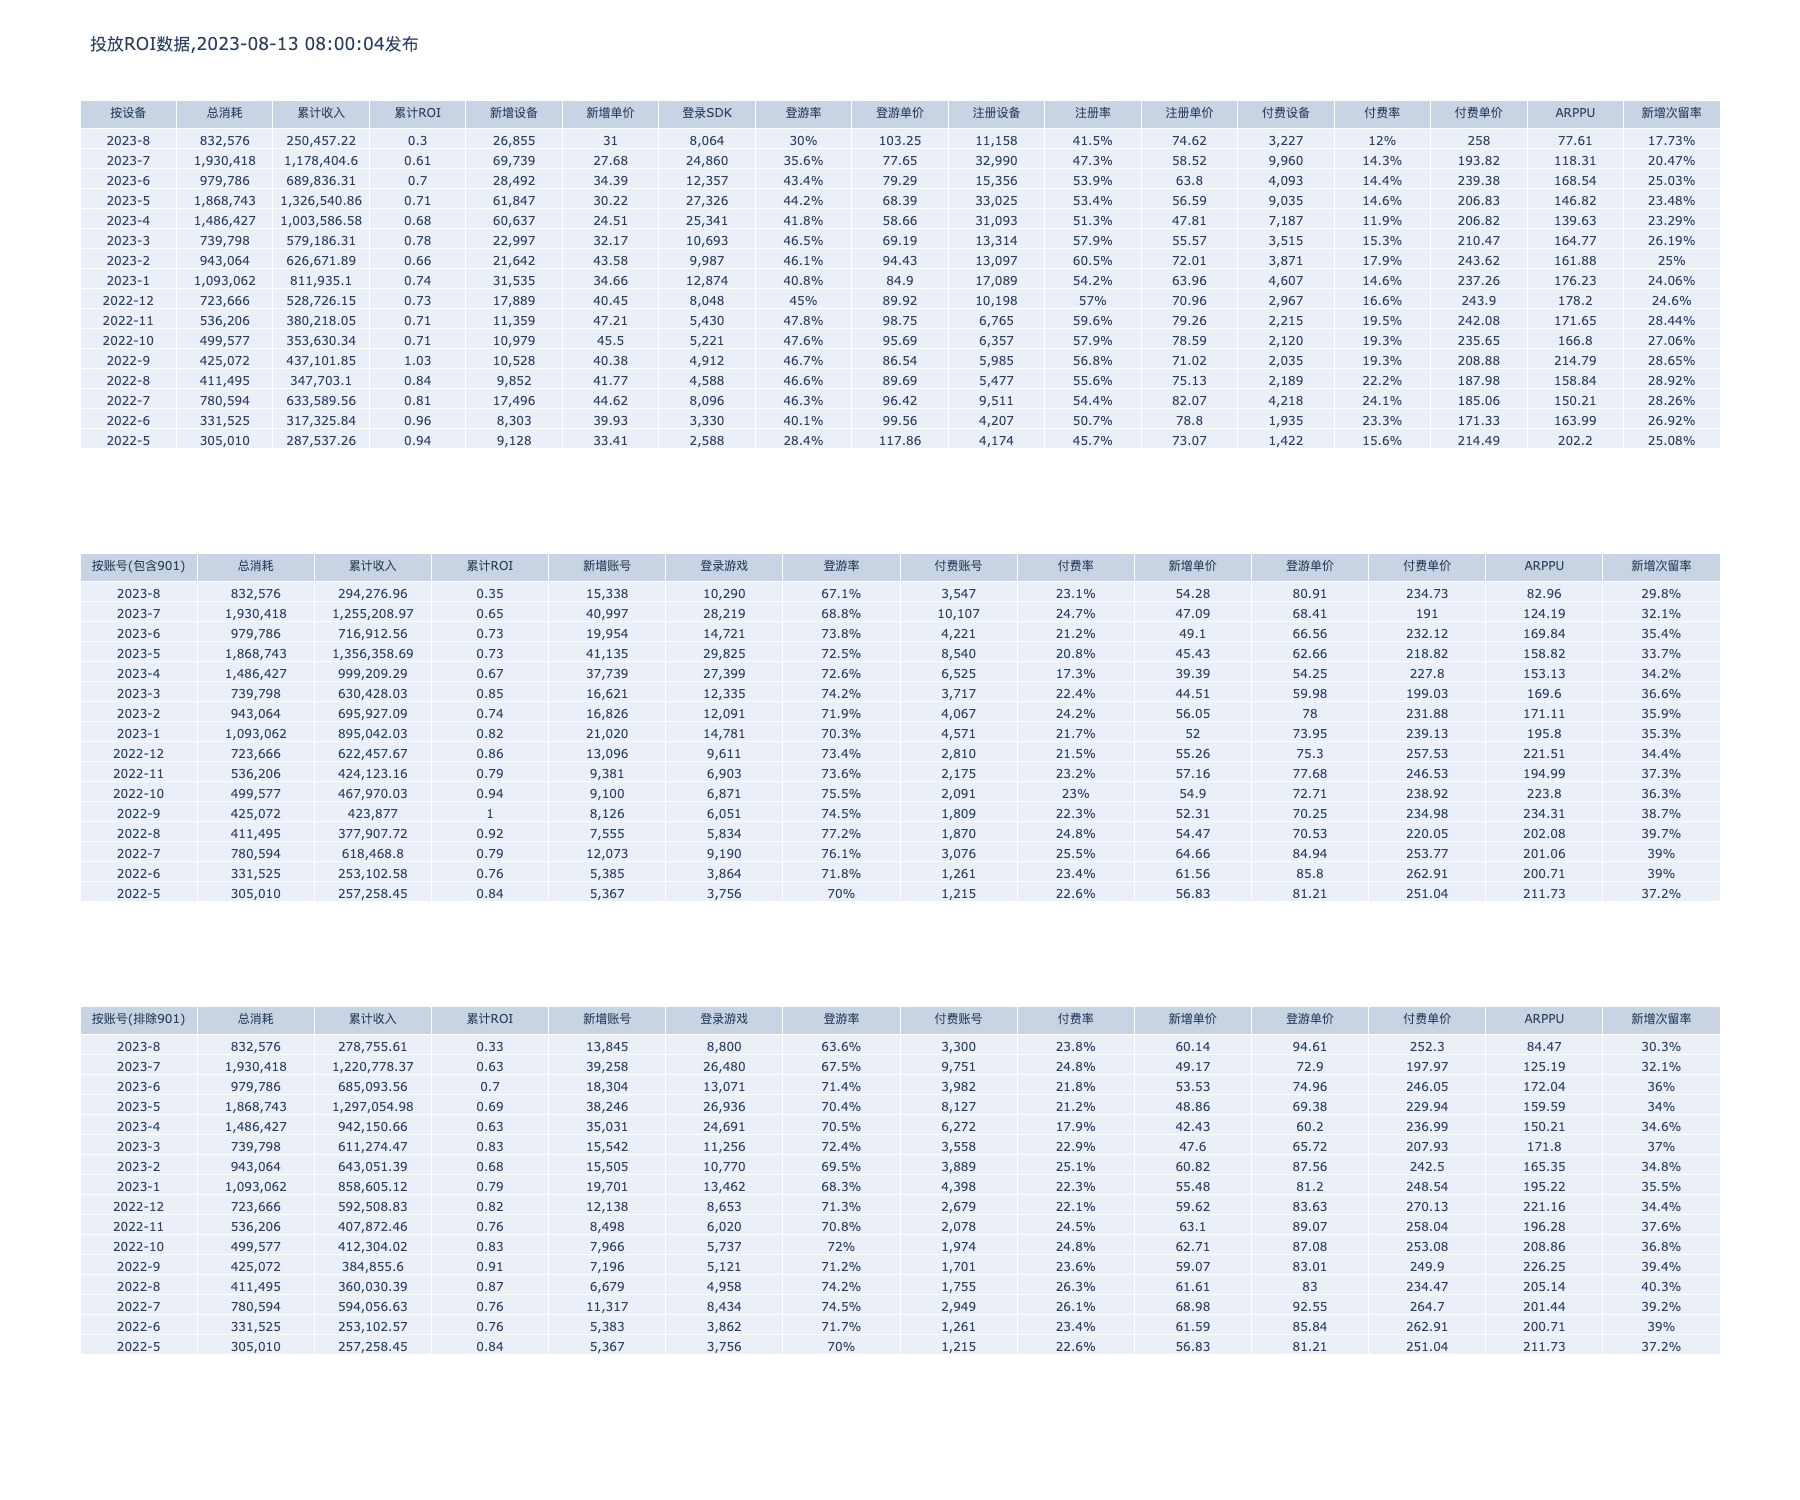 投放ROI数据,2023-08-13 08:00:04发布
按设备 总消耗 累计收入 累计ROI 新增设备 新增单价 登录SDK 登游率 登游单价 注册设备 注册率 注册单价 付费设备 付费率 付费单价 ARPPU 新增次留率
2023-8 832,576 250,457.22 0.3 26,855 31 8,064 30% 103.25 11,158 41.5% 74.62 3,227 12% 258 77.61 17.73%
2023-7 1,930,418 1,178,404.6 0.61 69,739 27.68 24,860 35.6% 77.65 32,990 47.3% 58.52 9,960 14.3% 193.82 118.31 20.47%
2023-6 979,786 689,836.31 0.7 28,492 34.39 12,357 43.4% 79.29 15,356 53.9% 63.8 4,093 14.4% 239.38 168.54 25.03%
2023-5 1,868,743 1,326,540.86 0.71 61,847 30.22 27,326 44.2% 68.39 33,025 53.4% 56.59 9,035 14.6% 206.83 146.82 23.48%
2023-4 1,486,427 1,003,586.58 0.68 60,637 24.51 25,341 41.8% 58.66 31,093 51.3% 47.81 7,187 11.9% 206.82 139.63 23.29%
2023-3 739,798 579,186.31 0.78 22,997 32.17 10,693 46.5% 69.19 13,314 57.9% 55.57 3,515 15.3% 210.47 164.77 26.19%
2023-2 943,064 626,671.89 0.66 21,642 43.58 9,987 46.1% 94.43 13,097 60.5% 72.01 3,871 17.9% 243.62 161.88 25%
2023-1 1,093,062 811,935.1 0.74 31,535 34.66 12,874 40.8% 84.9 17,089 54.2% 63.96 4,607 14.6% 237.26 176.23 24.06%
2022-12 723,666 528,726.15 0.73 17,889 40.45 8,048 45% 89.92 10,198 57% 70.96 2,967 16.6% 243.9 178.2 24.6%
2022-11 536,206 380,218.05 0.71 11,359 47.21 5,430 47.8% 98.75 6,765 59.6% 79.26 2,215 19.5% 242.08 171.65 28.44%
2022-10 499,577 353,630.34 0.71 10,979 45.5 5,221 47.6% 95.69 6,357 57.9% 78.59 2,120 19.3% 235.65 166.8 27.06%
2022-9 425,072 437,101.85 1.03 10,528 40.38 4,912 46.7% 86.54 5,985 56.8% 71.02 2,035 19.3% 208.88 214.79 28.65%
2022-8 411,495 347,703.1 0.84 9,852 41.77 4,588 46.6% 89.69 5,477 55.6% 75.13 2,189 22.2% 187.98 158.84 28.92%
2022-7 780,594 633,589.56 0.81 17,496 44.62 8,096 46.3% 96.42 9,511 54.4% 82.07 4,218 24.1% 185.06 150.21 28.26%
2022-6 331,525 317,325.84 0.96 8,303 39.93 3,330 40.1% 99.56 4,207 50.7% 78.8 1,935 23.3% 171.33 163.99 26.92%
2022-5 305,010 287,537.26 0.94 9,128 33.41 2,588 28.4% 117.86 4,174 45.7% 73.07 1,422 15.6% 214.49 202.2 25.08%
按账号(包含901) 总消耗 累计收入 累计ROI 新增账号 登录游戏 登游率 付费账号 付费率 新增单价 登游单价 付费单价 ARPPU 新增次留率
2023-8 832,576 294,276.96 0.35 15,338 10,290 67.1% 3,547 23.1% 54.28 80.91 234.73 82.96 29.8%
2023-7 1,930,418 1,255,208.97 0.65 40,997 28,219 68.8% 10,107 24.7% 47.09 68.41 191 124.19 32.1%
2023-6 979,786 716,912.56 0.73 19,954 14,721 73.8% 4,221 21.2% 49.1 66.56 232.12 169.84 35.4%
2023-5 1,868,743 1,356,358.69 0.73 41,135 29,825 72.5% 8,540 20.8% 45.43 62.66 218.82 158.82 33.7%
2023-4 1,486,427 999,209.29 0.67 37,739 27,399 72.6% 6,525 17.3% 39.39 54.25 227.8 153.13 34.2%
2023-3 739,798 630,428.03 0.85 16,621 12,335 74.2% 3,717 22.4% 44.51 59.98 199.03 169.6 36.6%
2023-2 943,064 695,927.09 0.74 16,826 12,091 71.9% 4,067 24.2% 56.05 78 231.88 171.11 35.9%
2023-1 1,093,062 895,042.03 0.82 21,020 14,781 70.3% 4,571 21.7% 52 73.95 239.13 195.8 35.3%
2022-12 723,666 622,457.67 0.86 13,096 9,611 73.4% 2,810 21.5% 55.26 75.3 257.53 221.51 34.4%
2022-11 536,206 424,123.16 0.79 9,381 6,903 73.6% 2,175 23.2% 57.16 77.68 246.53 194.99 37.3%
2022-10 499,577 467,970.03 0.94 9,100 6,871 75.5% 2,091 23% 54.9 72.71 238.92 223.8 36.3%
2022-9 425,072 423,877 1 8,126 6,051 74.5% 1,809 22.3% 52.31 70.25 234.98 234.31 38.7%
2022-8 411,495 377,907.72 0.92 7,555 5,834 77.2% 1,870 24.8% 54.47 70.53 220.05 202.08 39.7%
2022-7 780,594 618,468.8 0.79 12,073 9,190 76.1% 3,076 25.5% 64.66 84.94 253.77 201.06 39%
2022-6 331,525 253,102.58 0.76 5,385 3,864 71.8% 1,261 23.4% 61.56 85.8 262.91 200.71 39%
2022-5 305,010 257,258.45 0.84 5,367 3,756 70% 1,215 22.6% 56.83 81.21 251.04 211.73 37.2%
按账号(排除901) 总消耗 累计收入 累计ROI 新增账号 登录游戏 登游率 付费账号 付费率 新增单价 登游单价 付费单价 ARPPU 新增次留率
2023-8 832,576 278,755.61 0.33 13,845 8,800 63.6% 3,300 23.8% 60.14 94.61 252.3 84.47 30.3%
2023-7 1,930,418 1,220,778.37 0.63 39,258 26,480 67.5% 9,751 24.8% 49.17 72.9 197.97 125.19 32.1%
2023-6 979,786 685,093.56 0.7 18,304 13,071 71.4% 3,982 21.8% 53.53 74.96 246.05 172.04 36%
2023-5 1,868,743 1,297,054.98 0.69 38,246 26,936 70.4% 8,127 21.2% 48.86 69.38 229.94 159.59 34%
2023-4 1,486,427 942,150.66 0.63 35,031 24,691 70.5% 6,272 17.9% 42.43 60.2 236.99 150.21 34.6%
2023-3 739,798 611,274.47 0.83 15,542 11,256 72.4% 3,558 22.9% 47.6 65.72 207.93 171.8 37%
2023-2 943,064 643,051.39 0.68 15,505 10,770 69.5% 3,889 25.1% 60.82 87.56 242.5 165.35 34.8%
2023-1 1,093,062 858,605.12 0.79 19,701 13,462 68.3% 4,398 22.3% 55.48 81.2 248.54 195.22 35.5%
2022-12 723,666 592,508.83 0.82 12,138 8,653 71.3% 2,679 22.1% 59.62 83.63 270.13 221.16 34.4%
2022-11 536,206 407,872.46 0.76 8,498 6,020 70.8% 2,078 24.5% 63.1 89.07 258.04 196.28 37.6%
2022-10 499,577 412,304.02 0.83 7,966 5,737 72% 1,974 24.8% 62.71 87.08 253.08 208.86 36.8%
2022-9 425,072 384,855.6 0.91 7,196 5,121 71.2% 1,701 23.6% 59.07 83.01 249.9 226.25 39.4%
2022-8 411,495 360,030.39 0.87 6,679 4,958 74.2% 1,755 26.3% 61.61 83 234.47 205.14 40.3%
2022-7 780,594 594,056.63 0.76 11,317 8,434 74.5% 2,949 26.1% 68.98 92.55 264.7 201.44 39.2%
2022-6 331,525 253,102.57 0.76 5,383 3,862 71.7% 1,261 23.4% 61.59 85.84 262.91 200.71 39%
2022-5 305,010 257,258.45 0.84 5,367 3,756 70% 1,215 22.6% 56.83 81.21 251.04 211.73 37.2%